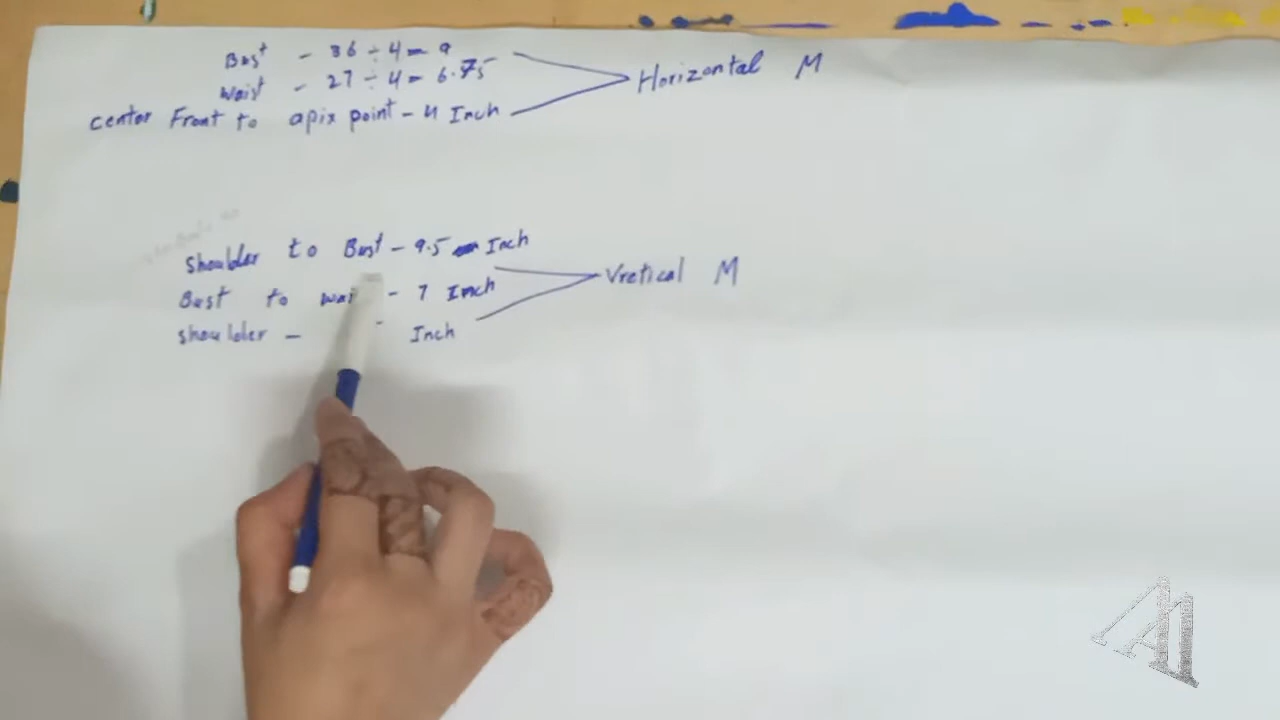 Bust - 36 ÷ 4 = 9
Waist - 27 ÷ 4 = 6.75
Horizontal M
center Front to apix point - 4 Inch
Shoulder to Bust - 9.5 Inch
Bust to wai - 7 Inch
Vretical M
shoulder - Inch